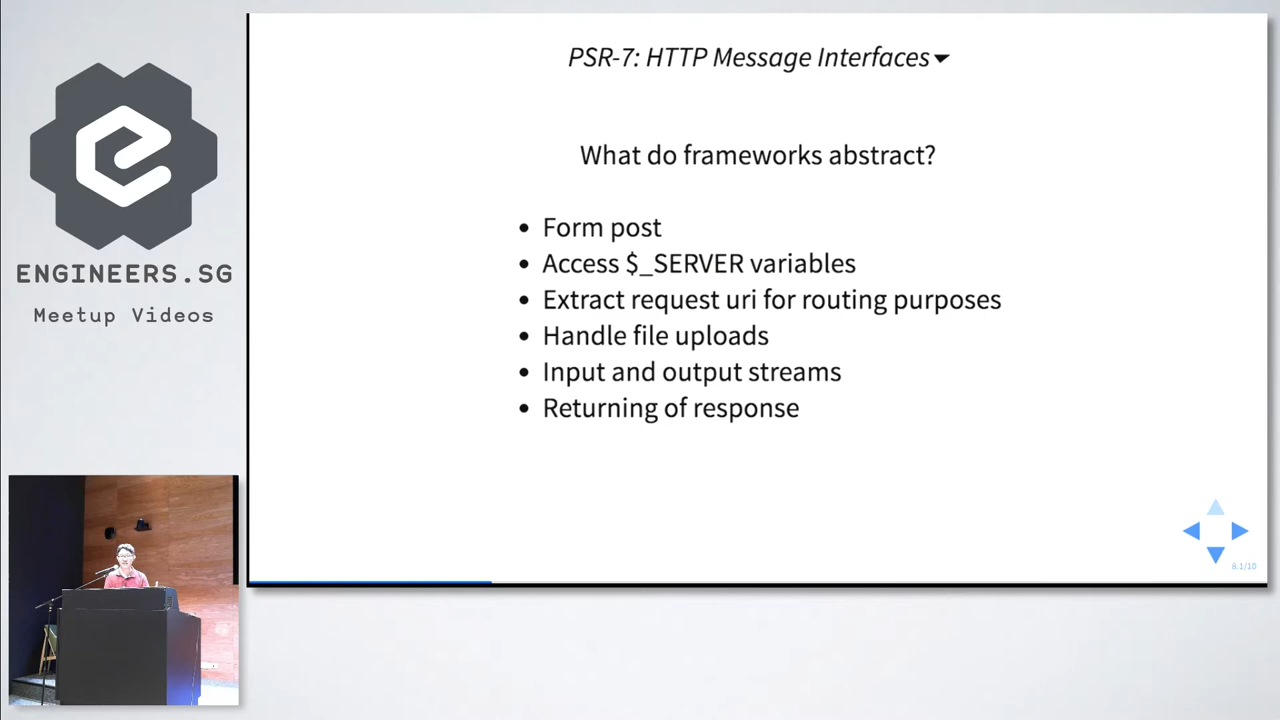 PSR-7: HTTP Message Interfaces
What do frameworks abstract?
Form post
Access $_SERVER variables
Extract request uri for routing purposes
Handle file uploads
Input and output streams
Returning of response
ENGINEERS.SG
Meetup Videos
8.1/10